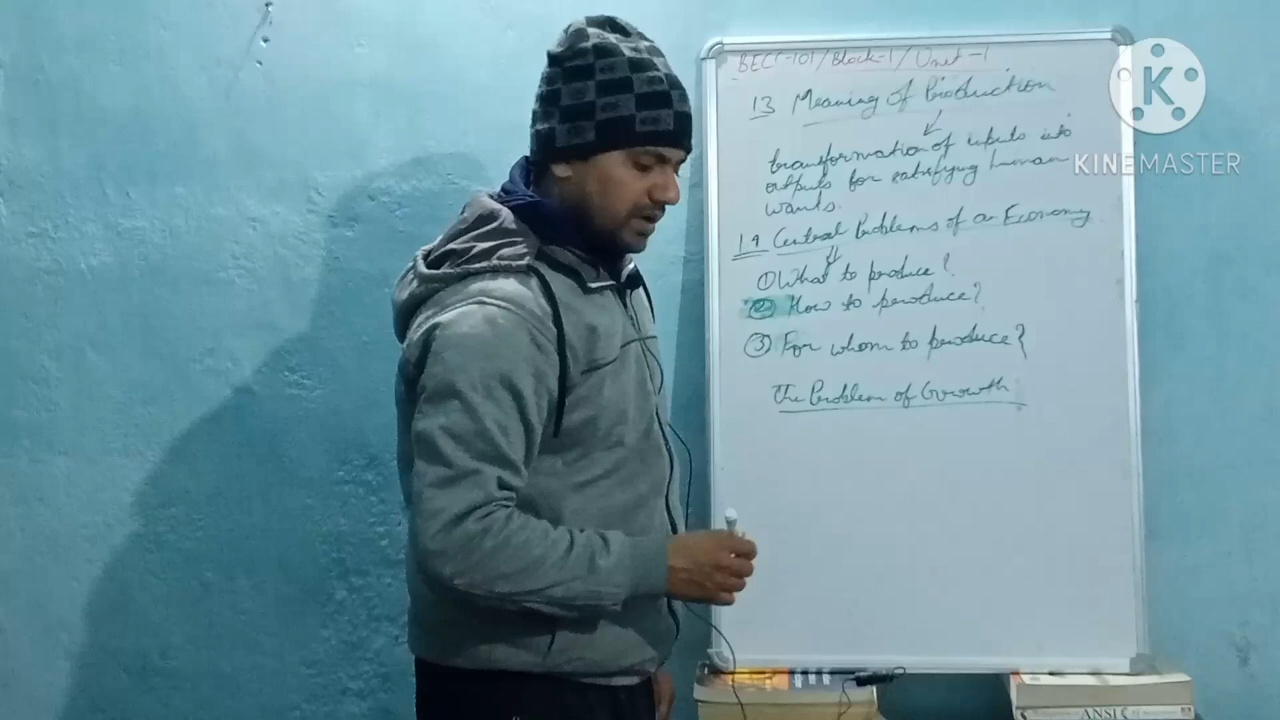 BECC-101/Block-1/Unit-1
1.3 Meaning of Production
transformation of inputs into
outputs for satisfying human
wants.
1.4 Central Problems of an Economy
① What to produce?
② How to produce?
③ For whom to produce?
The Problem of Growth
K
KINEMASTER
ANSI